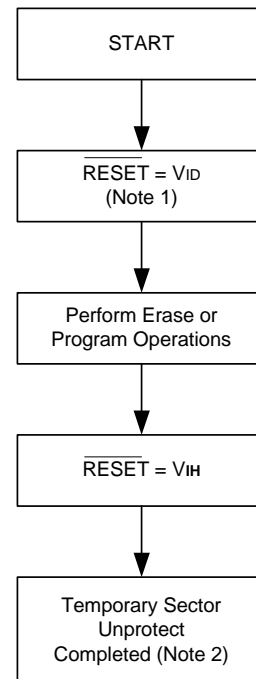 START
RESET = VID
(Note 1)
Perform Erase or
Program Operations
RESET = VIH
Temporary Sector
Unprotect
Completed (Note 2)